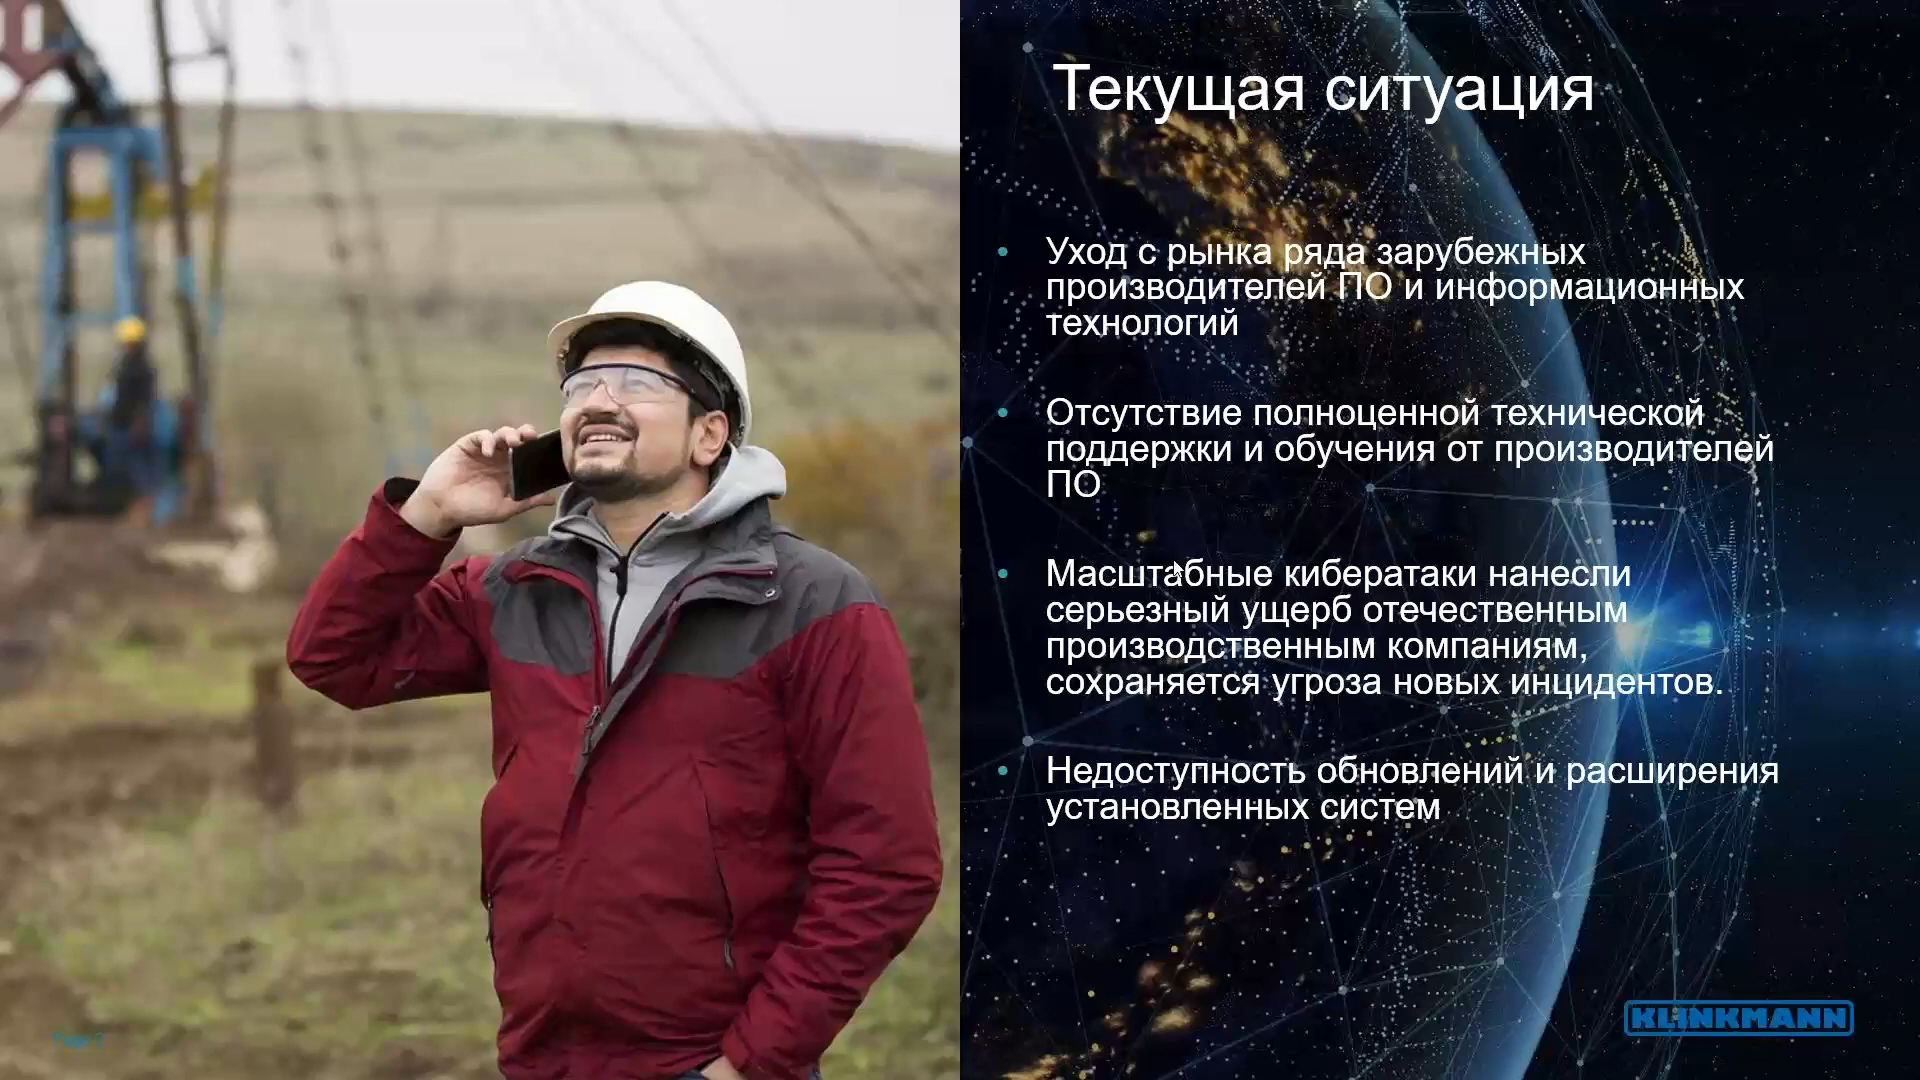 Текущая ситуация
Уход с рынка ряда зарубежных
производителей ПО и информационных
технологий
Отсутствие полноценной технической
поддержки и обучения от производителей
ПО
Масштабные кибератаки нанесли
серьезный ущерб отечественным
производственным компаниям,
сохраняется угроза новых инцидентов.
Недоступность обновлений и расширения
установленных систем
KLINKMANN